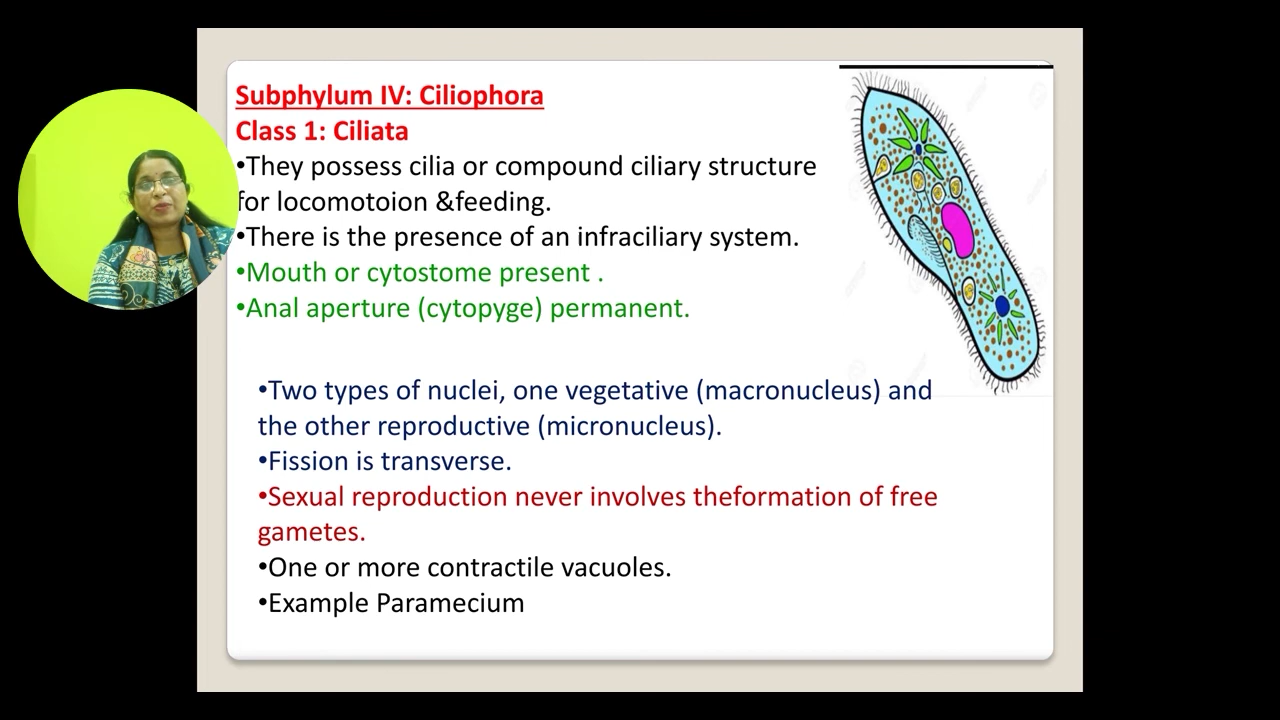 Subphylum IV: Ciliophora
Class 1: Ciliata
•They possess cilia or compound ciliary structure
for locomotoion &feeding.
•There is the presence of an infraciliary system.
•Mouth or cytostome present .
•Anal aperture (cytopyge) permanent.
•Two types of nuclei, one vegetative (macronucleus) and
the other reproductive (micronucleus).
•Fission is transverse.
•Sexual reproduction never involves theformation of free
gametes.
•One or more contractile vacuoles.
•Example Paramecium